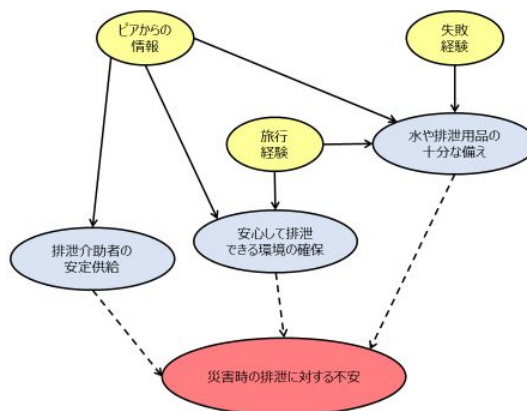 ピアからの
情報
失敗
経験
旅行
経験
水や排泄用品の
十分な備え
排泄介助者の
安定供給
安心して排泄
できる環境の確保
災害時の排泄に対する不安